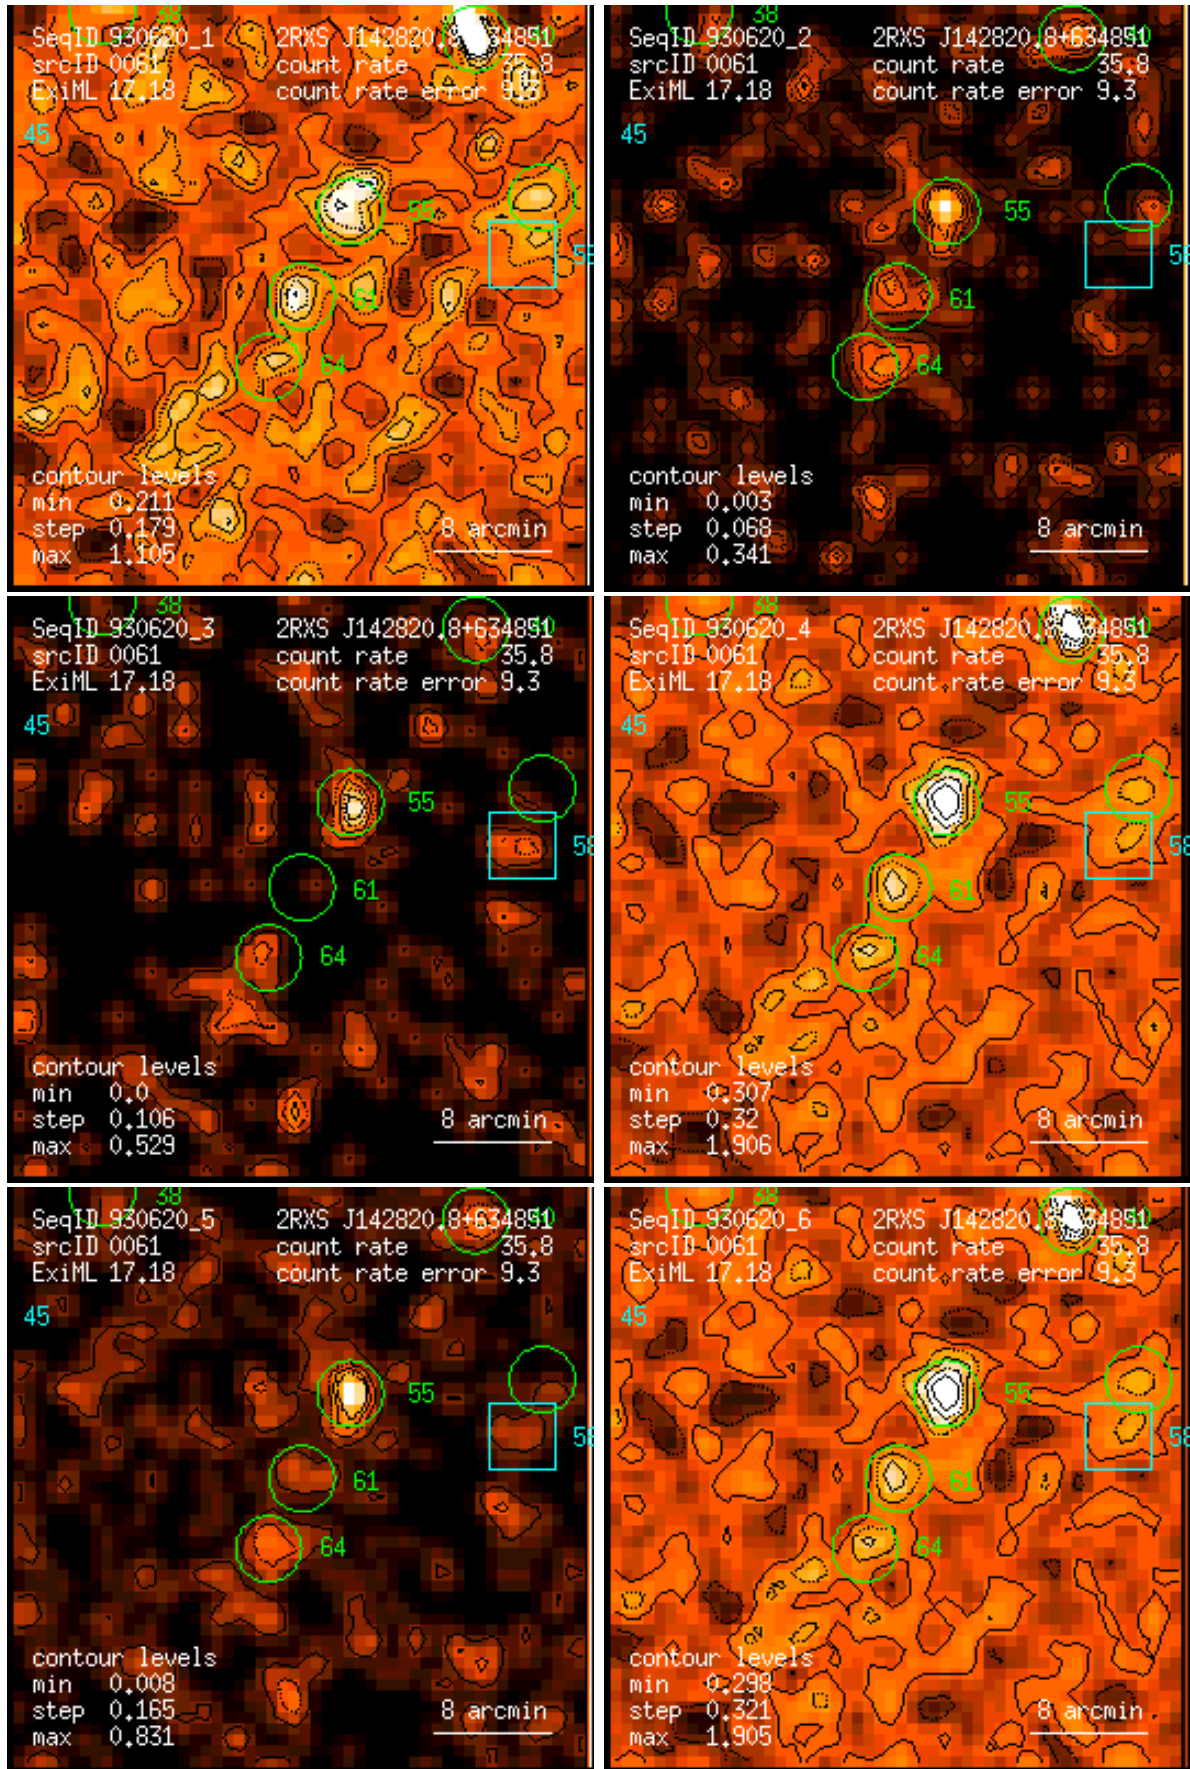 38
SeqID 930620_1 2RXS J142820.8+634851
srcID 0061 count rate 35.8
ExiML 17.18 count rate error 9.3
45
55
58
61
64
contour levels
min 0.211
step 0.179 8 arcmin
max 1.105
38
SeqID 930620_2 2RXS J142820.8+634851
srcID 0061 count rate 35.8
ExiML 17.18 count rate error 9.3
45
55
58
61
64
contour levels
min 0.003
step 0.068 8 arcmin
max 0.341
38
SeqID 930620_3 2RXS J142820.8+634851
srcID 0061 count rate 35.8
ExiML 17.18 count rate error 9.3
45
55
58
61
64
contour levels
min 0.0
step 0.106 8 arcmin
max 0.529
38
SeqID 930620_4 2RXS J142820.8+634851
srcID 0061 count rate 35.8
ExiML 17.18 count rate error 9.3
45
55
58
61
64
contour levels
min 0.307
step 0.32 8 arcmin
max 1.906
38
SeqID 930620_5 2RXS J142820.8+634851
srcID 0061 count rate 35.8
ExiML 17.18 count rate error 9.3
45
55
58
61
64
contour levels
min 0.008
step 0.165 8 arcmin
max 0.831
38
SeqID 930620_6 2RXS J142820.8+634851
srcID 0061 count rate 35.8
ExiML 17.18 count rate error 9.3
45
55
58
61
64
contour levels
min 0.298
step 0.321 8 arcmin
max 1.905